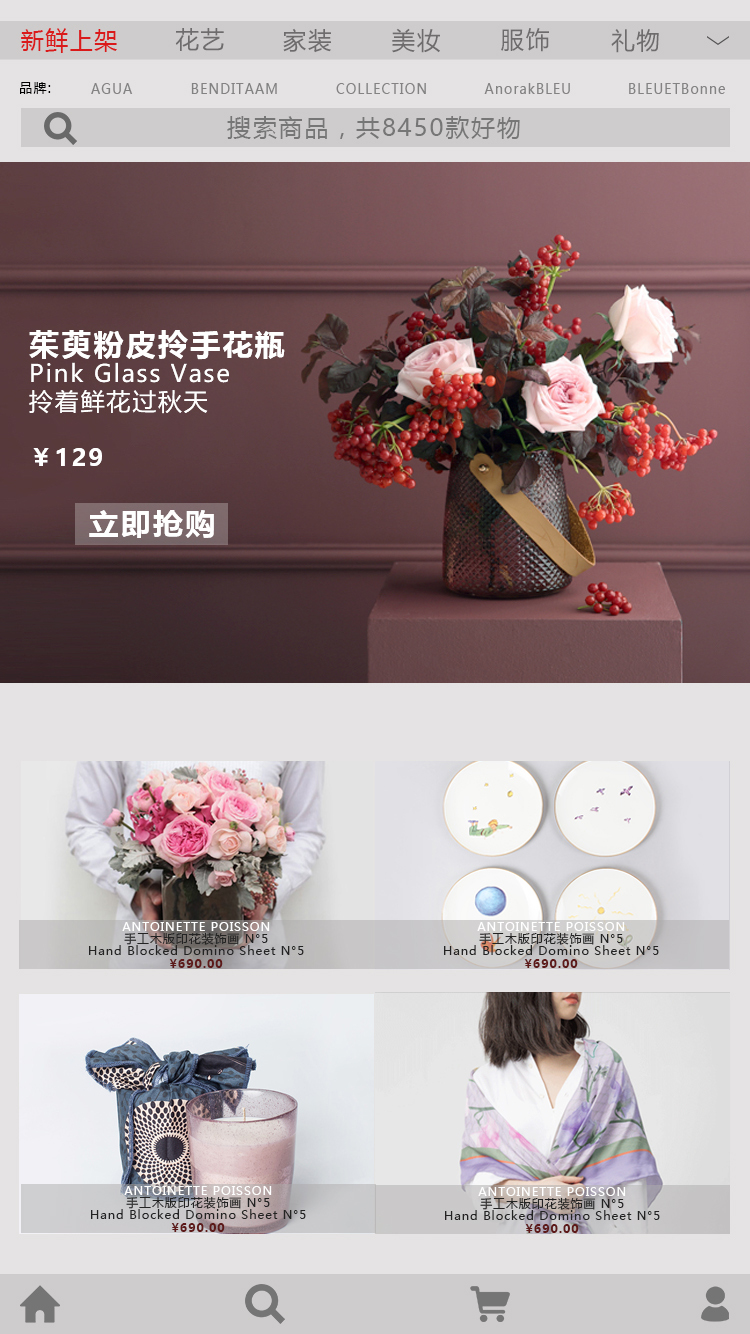 新鲜上架 花艺 家装 美妆 服饰 礼物
品牌: AGUA BENDITAAM COLLECTION AnorakBLEU BLEUETBonne
搜索商品，共8450款好物
茱萸粉皮拎手花瓶
Pink Glass Vase
拎着鲜花过秋天
¥129
立即抢购
ANTOINETTE POISSON
手工木版印花装饰画 N°5
Hand Blocked Domino Sheet N°5
¥690.00
ANTOINETTE POISSON
手工木版印花装饰画 N°5
Hand Blocked Domino Sheet N°5
¥690.00
ANTOINETTE POISSON
手工木版印花装饰画 N°5
Hand Blocked Domino Sheet N°5
¥690.00
ANTOINETTE POISSON
手工木版印花装饰画 N°5
Hand Blocked Domino Sheet N°5
¥690.00